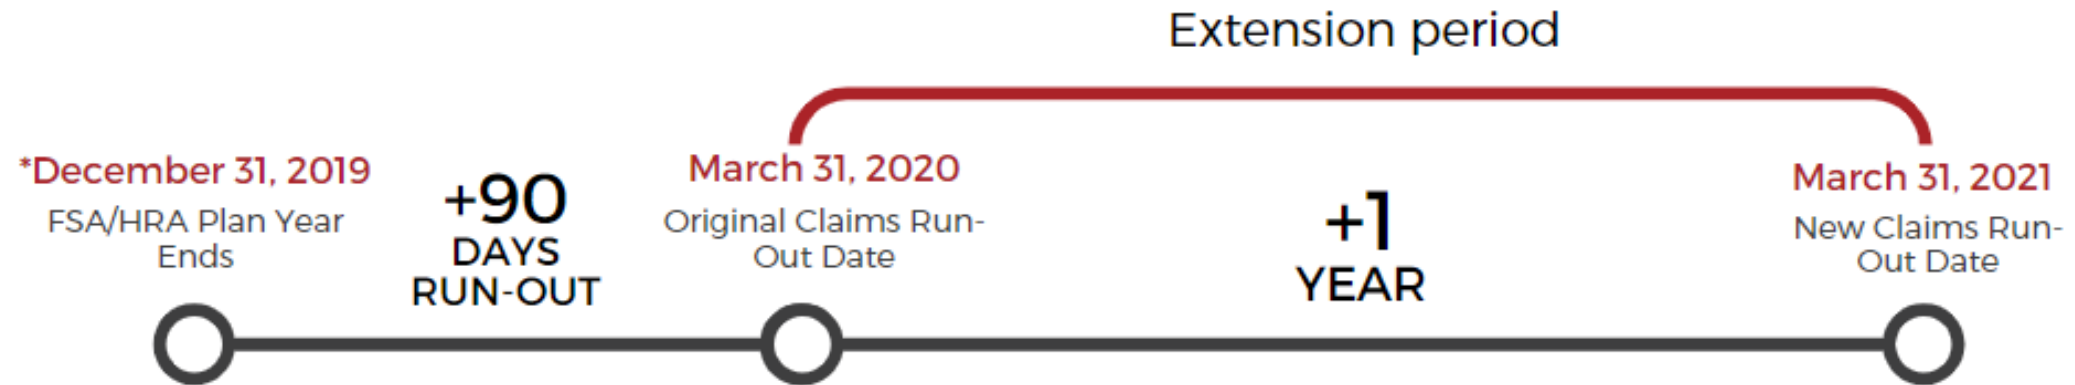 Extension period
*December 31, 2019
FSA/HRA Plan Year
Ends
+90
DAYS
RUN-OUT
March 31, 2020
Original Claims Run-
Out Date
+1
YEAR
March 31, 2021
New Claims Run-
Out Date